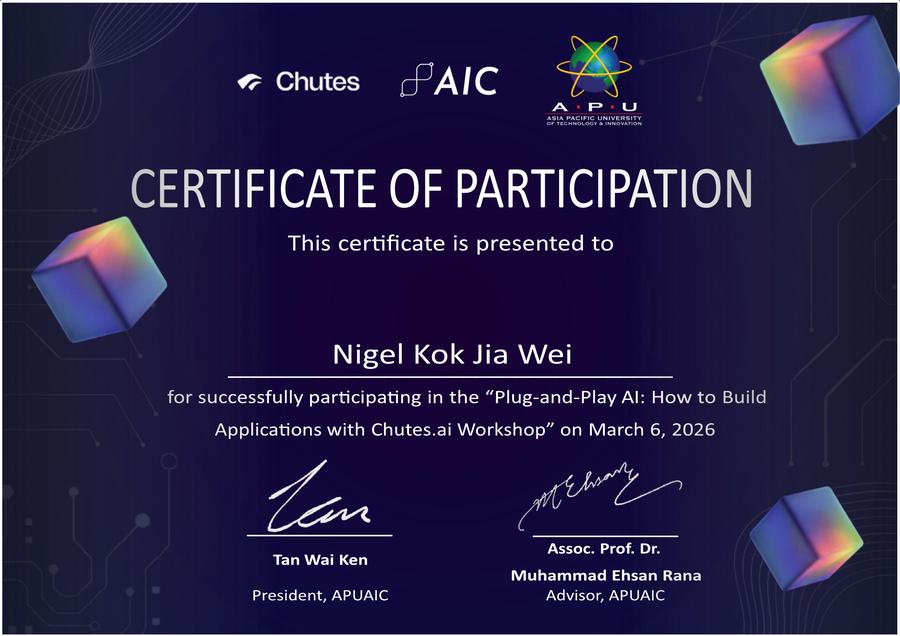 Chutes
AIC
A·P·U
ASIA PACIFIC UNIVERSITY
OF TECHNOLOGY & INNOVATION
CERTIFICATE OF PARTICIPATION
This certificate is presented to
Nigel Kok Jia Wei
for successfully participating in the “Plug-and-Play AI: How to Build
Applications with Chutes.ai Workshop” on March 6, 2026
M Ehsan
Tan Wai Ken
President, APUAIC
Assoc. Prof. Dr.
Muhammad Ehsan Rana
Advisor, APUAIC